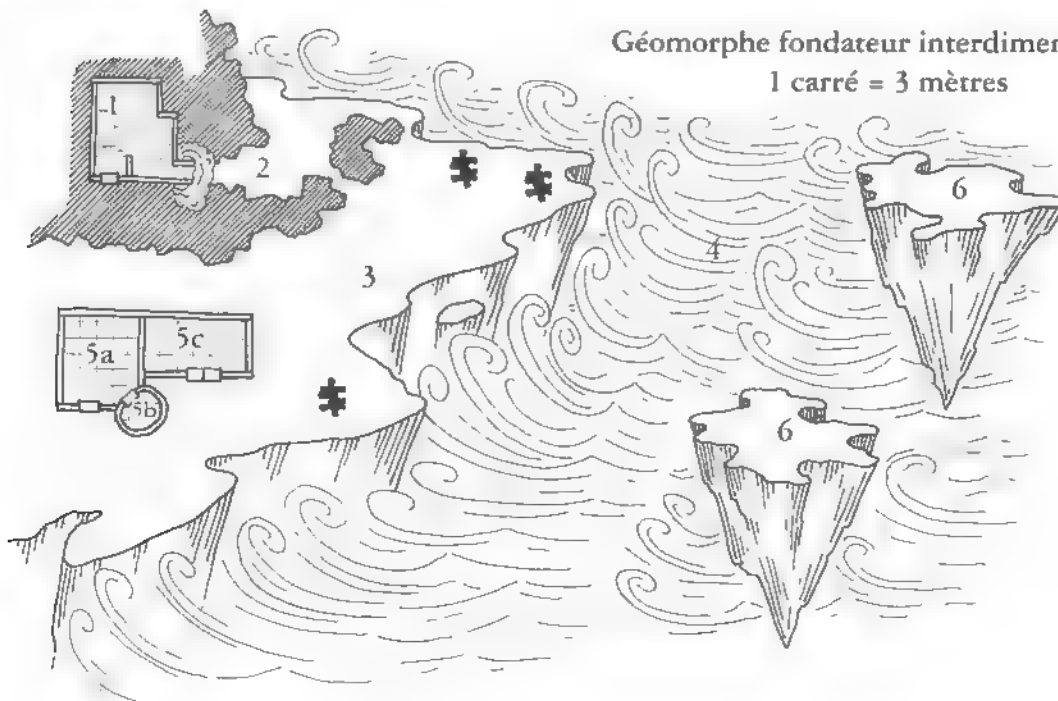 Géomorphe fondateur interdimen
1 carré = 3 mètres
1
2
6
4
3
5a
5c
5b
6